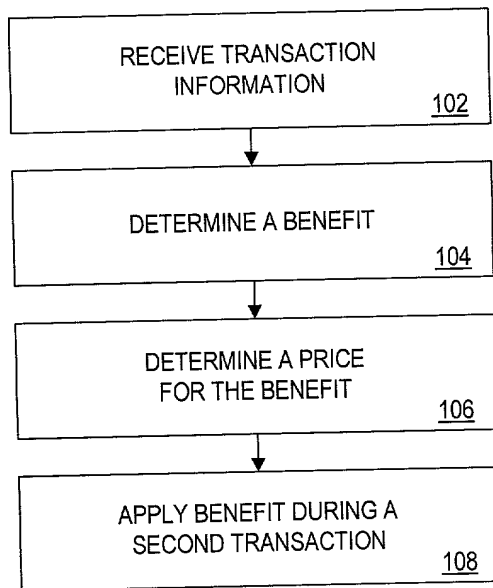 RECEIVE TRANSACTION
INFORMATION
102
DETERMINE A BENEFIT
104
DETERMINE A PRICE
FOR THE BENEFIT
106
APPLY BENEFIT DURING A
SECOND TRANSACTION
108